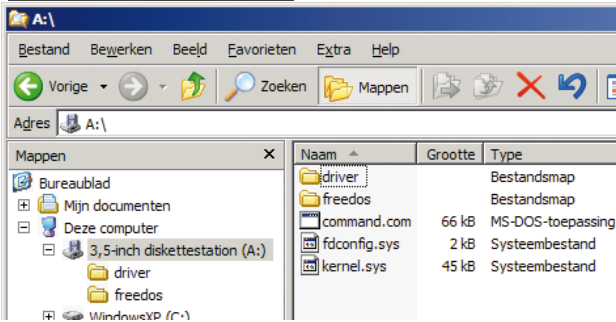 A:\
Bestand Bewerken Beeld Favorieten Extra Help
Vorige Zoeken Mappen
Adres A:\
Mappen x Naam Grootte Type
Bureaublad
Mijn documenten
Deze computer
3,5-inch diskettestation (A:)
driver
freedos
WindowsXP (C:)
driver Bestandsmap
freedos Bestandsmap
command.com 66 kB MS-DOS-toepassing
fdconfig.sys 2 kB Systeembestand
kernel.sys 45 kB Systeembestand